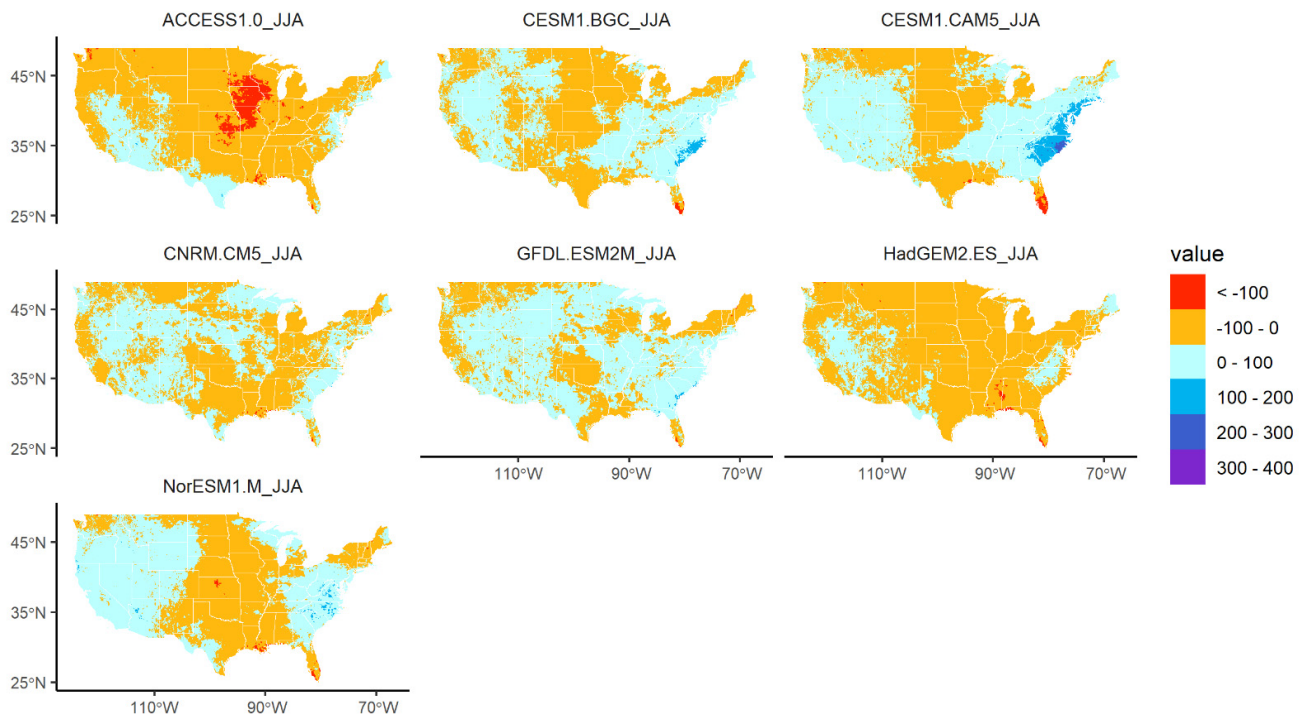 ACCESS1.0_JJA
CESM1.BGC_JJA
CESM1.CAM5_JJA
45°N
35°N
25°N
CNRM.CM5_JJA
GFDL.ESM2M_JJA
HadGEM2.ES_JJA
45°N
35°N
25°N
110°W
90°W
70°W
110°W
90°W
70°W
value
< -100
-100 - 0
0 - 100
100 - 200
200 - 300
300 - 400
NorESM1.M_JJA
45°N
35°N
25°N
110°W
90°W
70°W